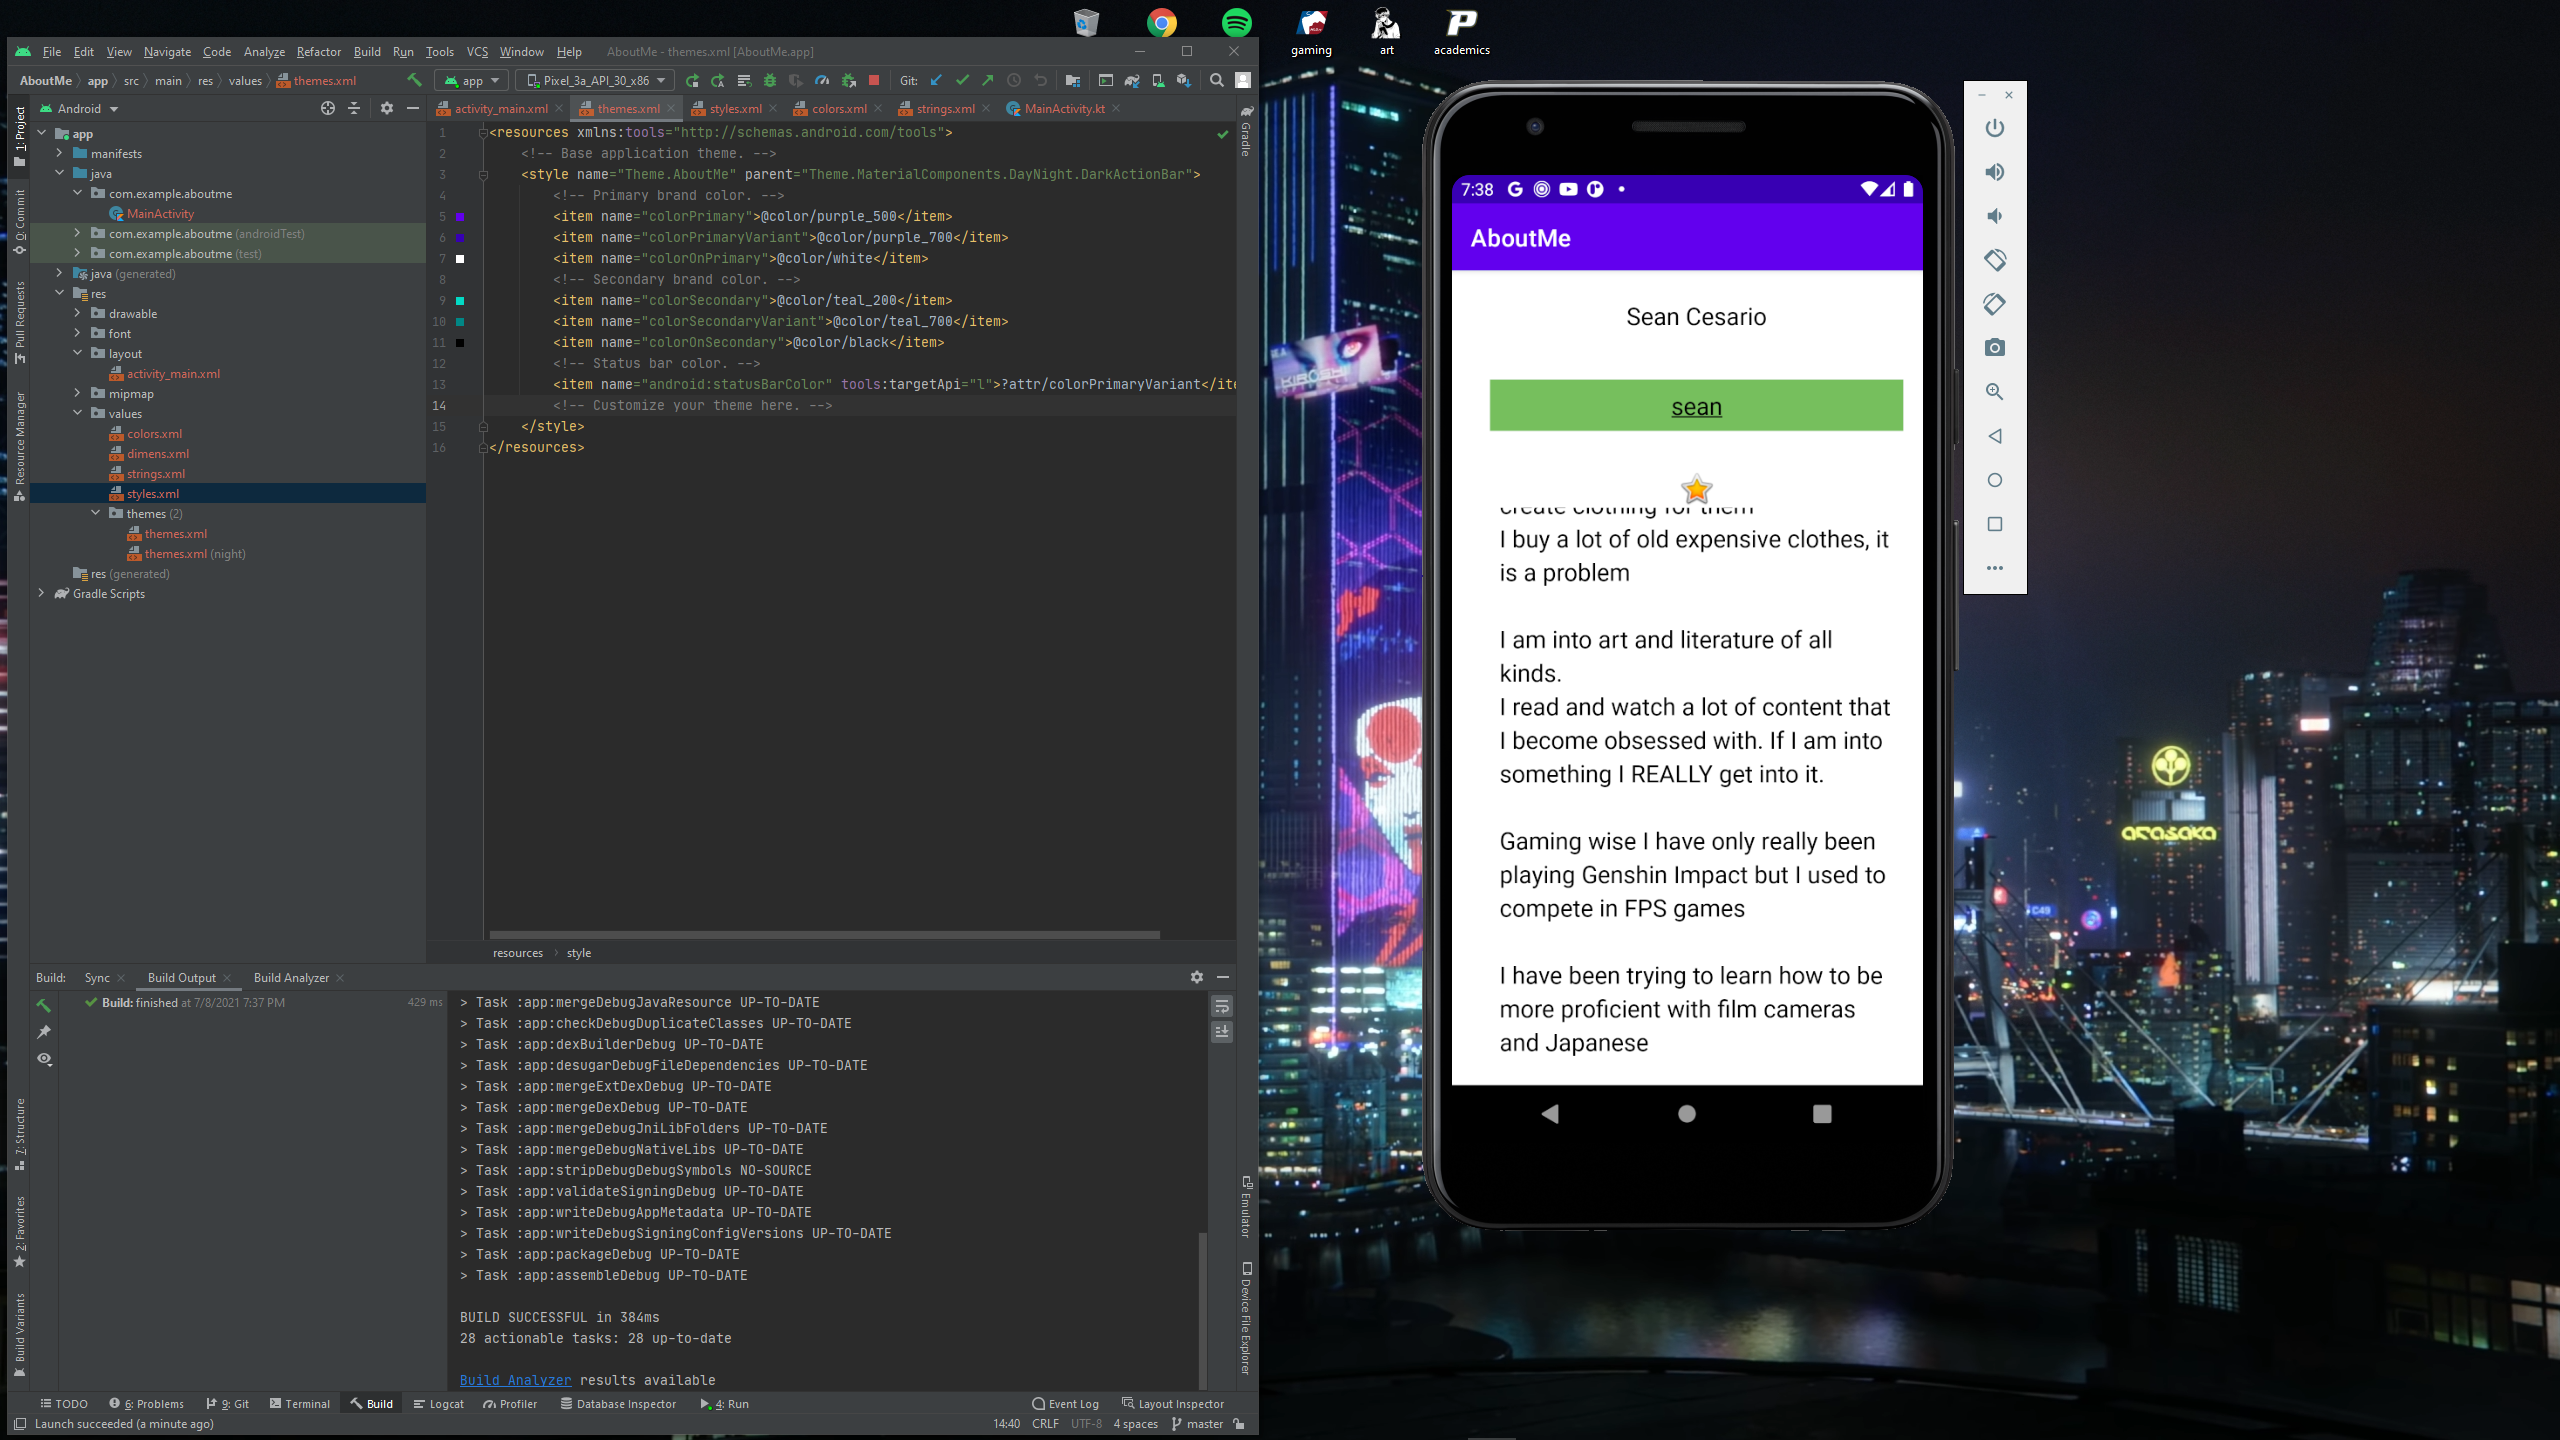 gaming
art
academics
File Edit View Navigate Code Analyze Refactor Build Run Tools VCS Window Help AboutMe - themes.xml [AboutMe.app]
AboutMe app src main res values themes.xml app Pixel_3a_API_30_x86 Git:
Android
activity_main.xml themes.xml styles.xml colors.xml strings.xml MainActivity.kt
1: Project
0: Commit
Pull Requests
Resource Manager
7: Structure
2: Favorites
Build Variants
app
manifests
java
com.example.aboutme
MainActivity
com.example.aboutme (androidTest)
com.example.aboutme (test)
java (generated)
res
drawable
font
layout
activity_main.xml
mipmap
values
colors.xml
dimens.xml
strings.xml
styles.xml
themes (2)
themes.xml
themes.xml (night)
res (generated)
Gradle Scripts
1 <resources xmlns:tools="http://schemas.android.com/tools">
2 <!-- Base application theme. -->
3 <style name="Theme.AboutMe" parent="Theme.MaterialComponents.DayNight.DarkActionBar">
4 <!-- Primary brand color. -->
5 <item name="colorPrimary">@color/purple_500</item>
6 <item name="colorPrimaryVariant">@color/purple_700</item>
7 <item name="colorOnPrimary">@color/white</item>
8 <!-- Secondary brand color. -->
9 <item name="colorSecondary">@color/teal_200</item>
10 <item name="colorSecondaryVariant">@color/teal_700</item>
11 <item name="colorOnSecondary">@color/black</item>
12 <!-- Status bar color. -->
13 <item name="android:statusBarColor" tools:targetApi="l">?attr/colorPrimaryVariant</ite
14 <!-- Customize your theme here. -->
15 </style>
16 </resources>
resources style
Gradle
Emulator
Device File Explorer
Build: Sync Build Output Build Analyzer
Build: finished at 7/8/2021 7:37 PM 429 ms
> Task :app:mergeDebugJavaResource UP-TO-DATE
> Task :app:checkDebugDuplicateClasses UP-TO-DATE
> Task :app:dexBuilderDebug UP-TO-DATE
> Task :app:desugarDebugFileDependencies UP-TO-DATE
> Task :app:mergeExtDexDebug UP-TO-DATE
> Task :app:mergeDexDebug UP-TO-DATE
> Task :app:mergeDebugJniLibFolders UP-TO-DATE
> Task :app:mergeDebugNativeLibs UP-TO-DATE
> Task :app:stripDebugDebugSymbols NO-SOURCE
> Task :app:validateSigningDebug UP-TO-DATE
> Task :app:writeDebugAppMetadata UP-TO-DATE
> Task :app:writeDebugSigningConfigVersions UP-TO-DATE
> Task :app:packageDebug UP-TO-DATE
> Task :app:assembleDebug UP-TO-DATE
BUILD SUCCESSFUL in 384ms
28 actionable tasks: 28 up-to-date
Build Analyzer results available
TODO 6: Problems 9: Git Terminal Build Logcat Profiler Database Inspector 4: Run Event Log Layout Inspector
Launch succeeded (a minute ago) 14:40 CRLF UTF-8 4 spaces master
7:38
AboutMe
Sean Cesario
sean
create clothing for them
I buy a lot of old expensive clothes, it
is a problem
I am into art and literature of all
kinds.
I read and watch a lot of content that
I become obsessed with. If I am into
something I REALLY get into it.
Gaming wise I have only really been
playing Genshin Impact but I used to
compete in FPS games
I have been trying to learn how to be
more proficient with film cameras
and Japanese
KIROSHI
arasaka
C49